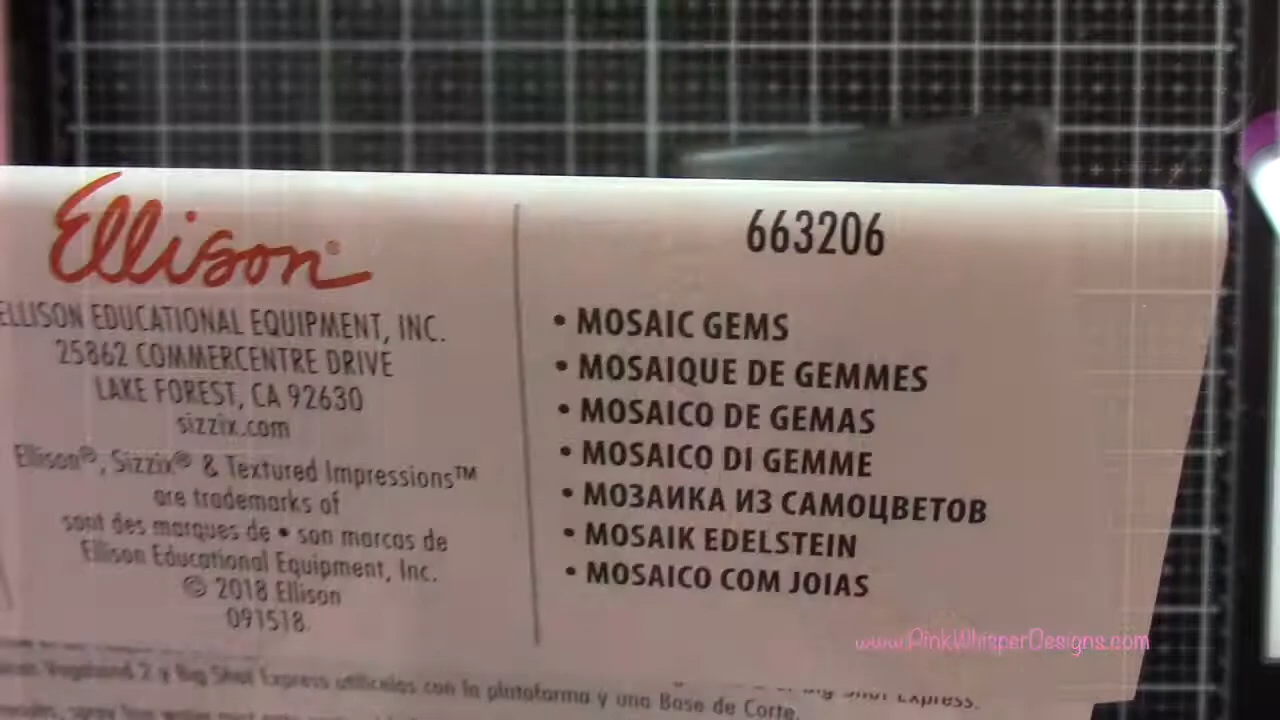 Ellison®
ELLISON EDUCATIONAL EQUIPMENT, INC.
25862 COMMERCENTRE DRIVE
LAKE FOREST, CA 92630
sizzix.com
Ellison®, Sizzix® & Textured Impressions™
are trademarks of
sont des marques de • son marcas de
Ellison Educational Equipment, Inc.
© 2018 Ellison
091518
663206
• MOSAIC GEMS
• MOSAIQUE DE GEMMES
• MOSAICO DE GEMAS
• MOSAICO DI GEMME
• МОЗАИКА ИЗ САМОЦВЕТОВ
• MOSAIK EDELSTEIN
• MOSAICO COM JOIAS
www.PinkWhisperDesigns.com
Vagabond 2 y Big Shot Express utilícelas con la plataforma y una Base de Corte.
Big Shot Express.